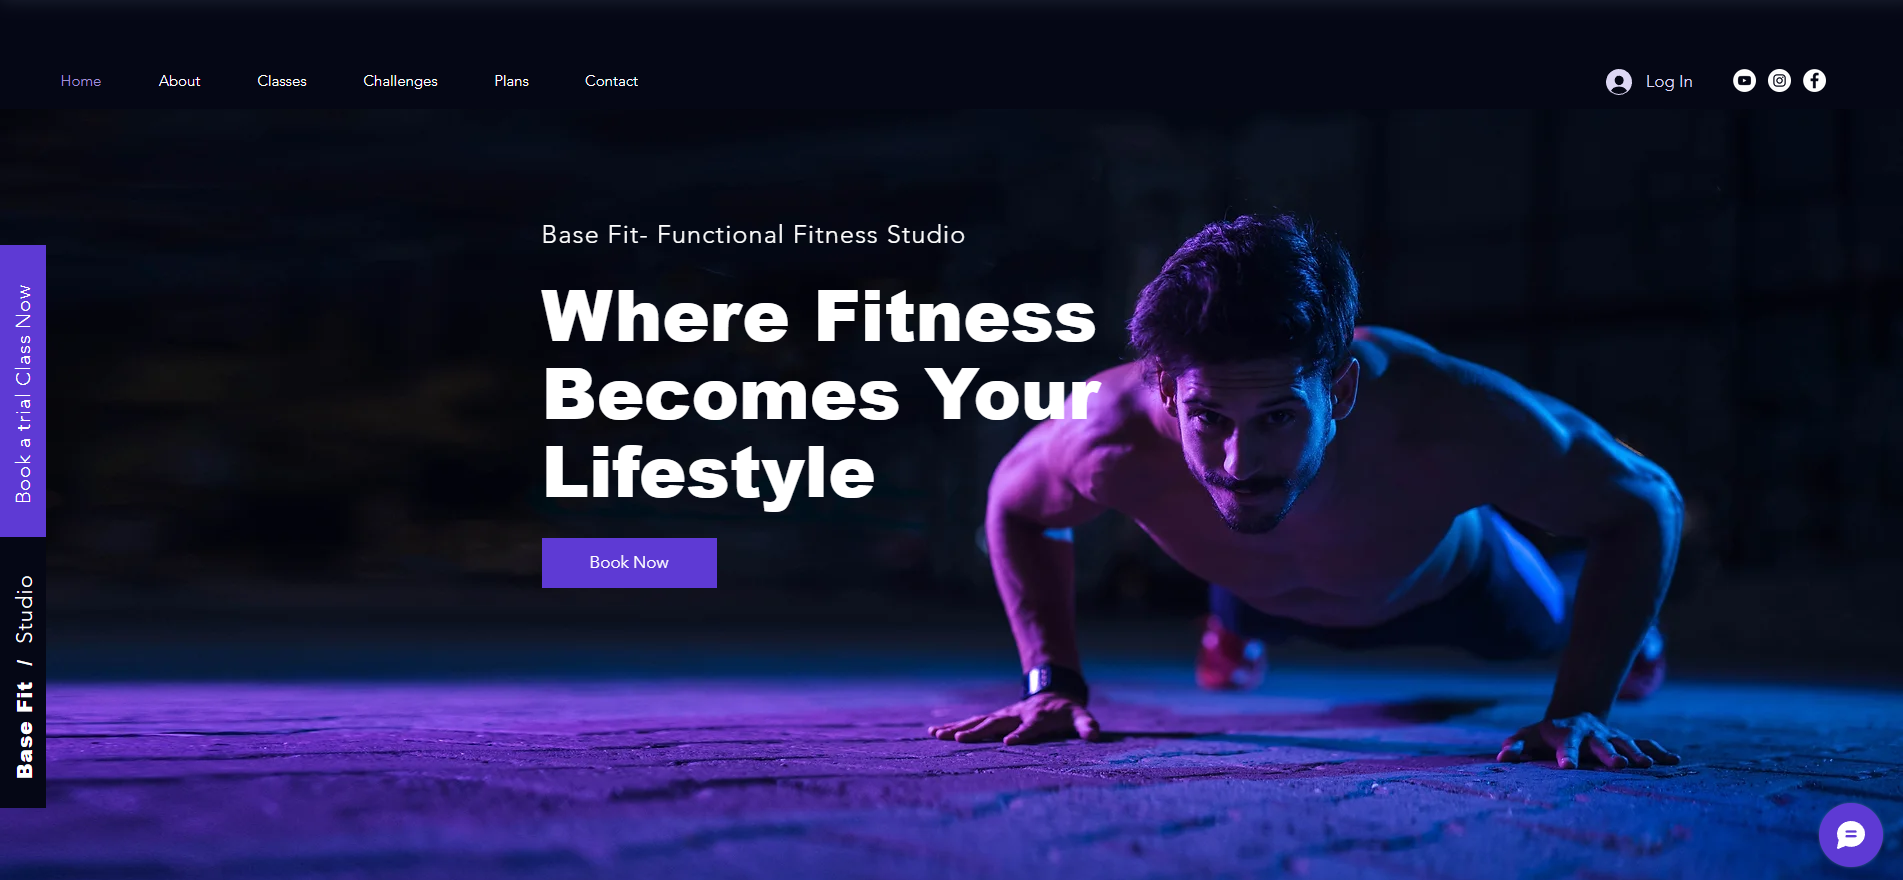 Home
About
Classes
Challenges
Plans
Contact
Log In
Base Fit- Functional Fitness Studio
Where Fitness
Becomes Your
Lifestyle
Book Now
Book a trial Class Now
Base Fit / Studio